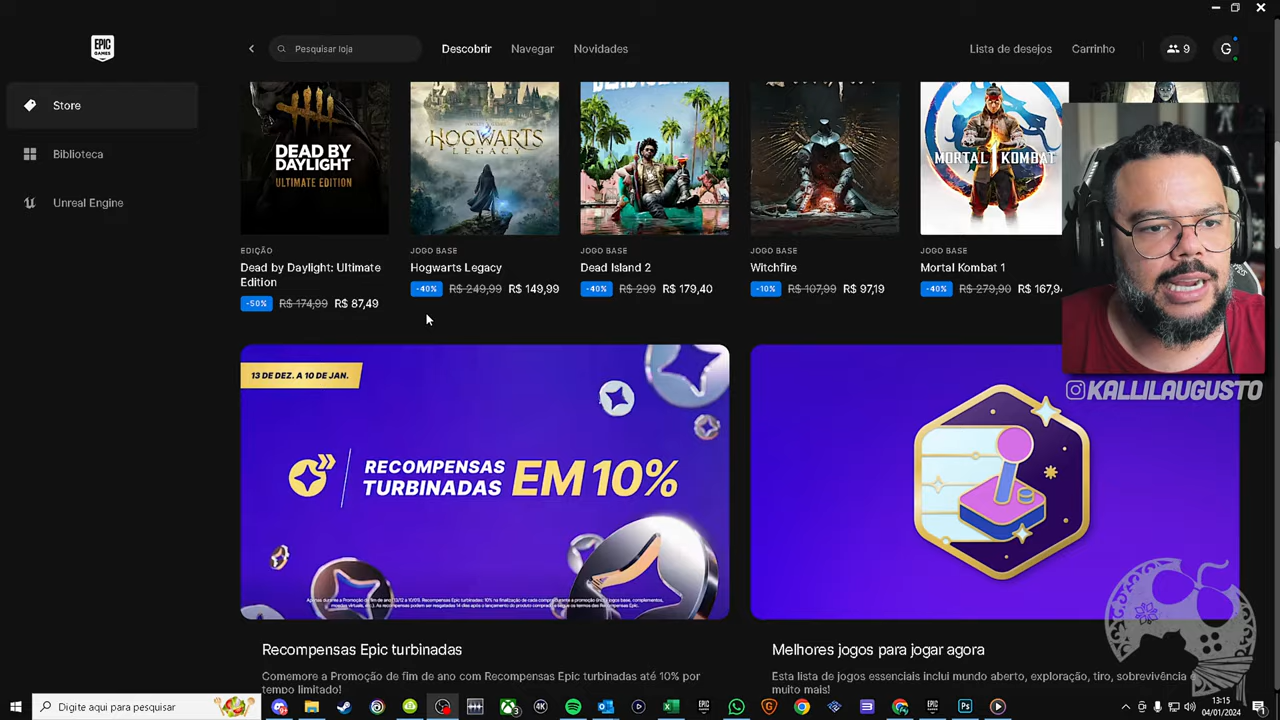 EPIC
GAMES
Pesquisar loja
Descobrir
Navegar
Novidades
Lista de desejos
Carrinho
9
G
Store
Biblioteca
Unreal Engine
DEAD BY
DAYLIGHT
ULTIMATE EDITION
HOGWARTS
LEGACY
MORTAL KOMBAT
EDIÇÃO
Dead by Daylight: Ultimate
Edition
-50% R$ 174,99 R$ 87,49
JOGO BASE
Hogwarts Legacy
-40% R$ 249,99 R$ 149,99
JOGO BASE
Dead Island 2
-40% R$ 299 R$ 179,40
JOGO BASE
Witchfire
-10% R$ 107,99 R$ 97,19
JOGO BASE
Mortal Kombat 1
-40% R$ 279,90 R$ 167,94
@KALLILAUGUSTO
13 DE DEZ. A 10 DE JAN.
RECOMPENSAS
TURBINADAS EM 10%
Recompensas Epic turbinadas
Comemore a Promoção de fim de ano com Recompensas Epic turbinadas até 10% por
tempo limitado!
Melhores jogos para jogar agora
Esta lista de jogos essenciais inclui mundo aberto, exploração, tiro, sobrevivência e
muito mais!
Digite aqui para pesquisar
13:15
04/01/2024